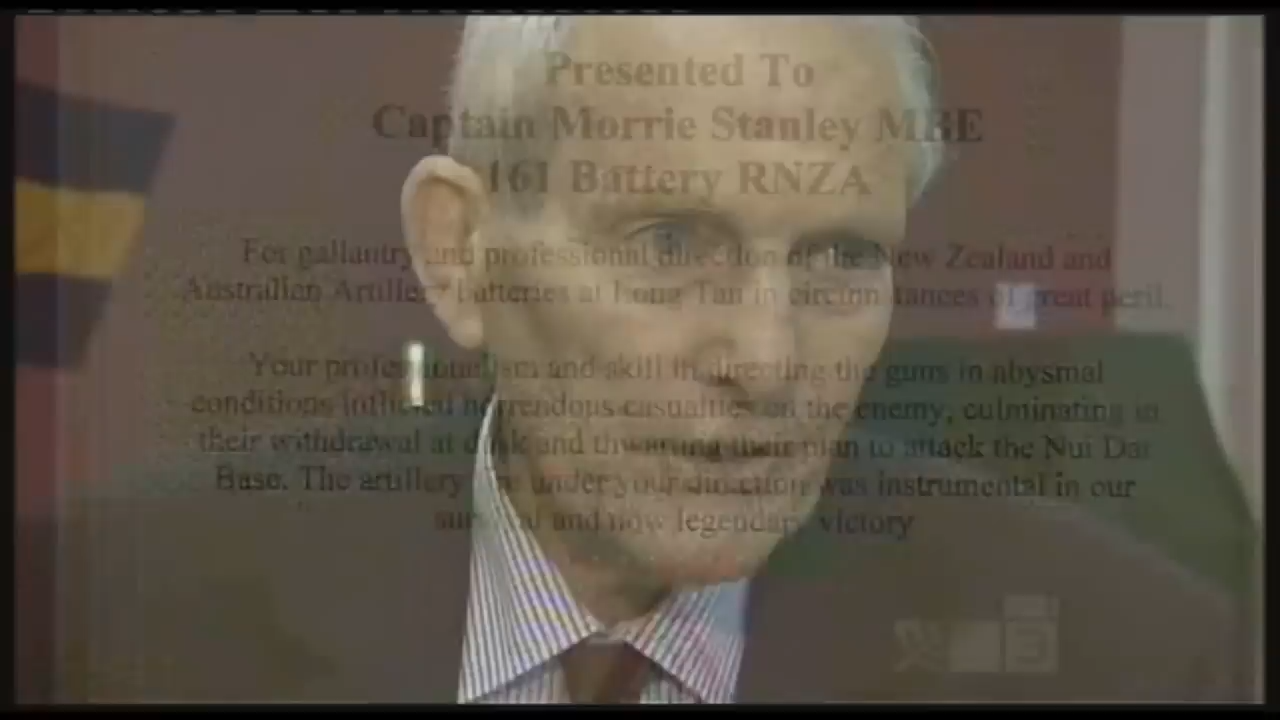 Presented To
Captain Morrie Stanley MBE
161 Battery RNZA
For gallantry and professional direction of the New Zealand and
Australian Artillery batteries at Long Tan in circumstances of great peril.
Your professionalism and skill in directing the guns in abysmal
conditions inflicted horrendous casualties on the enemy, culminating in
their withdrawal at dusk and thwarting their plan to attack the Nui Dat
Base. The artillery fire under your direction was instrumental in our
survival and now legendary victory